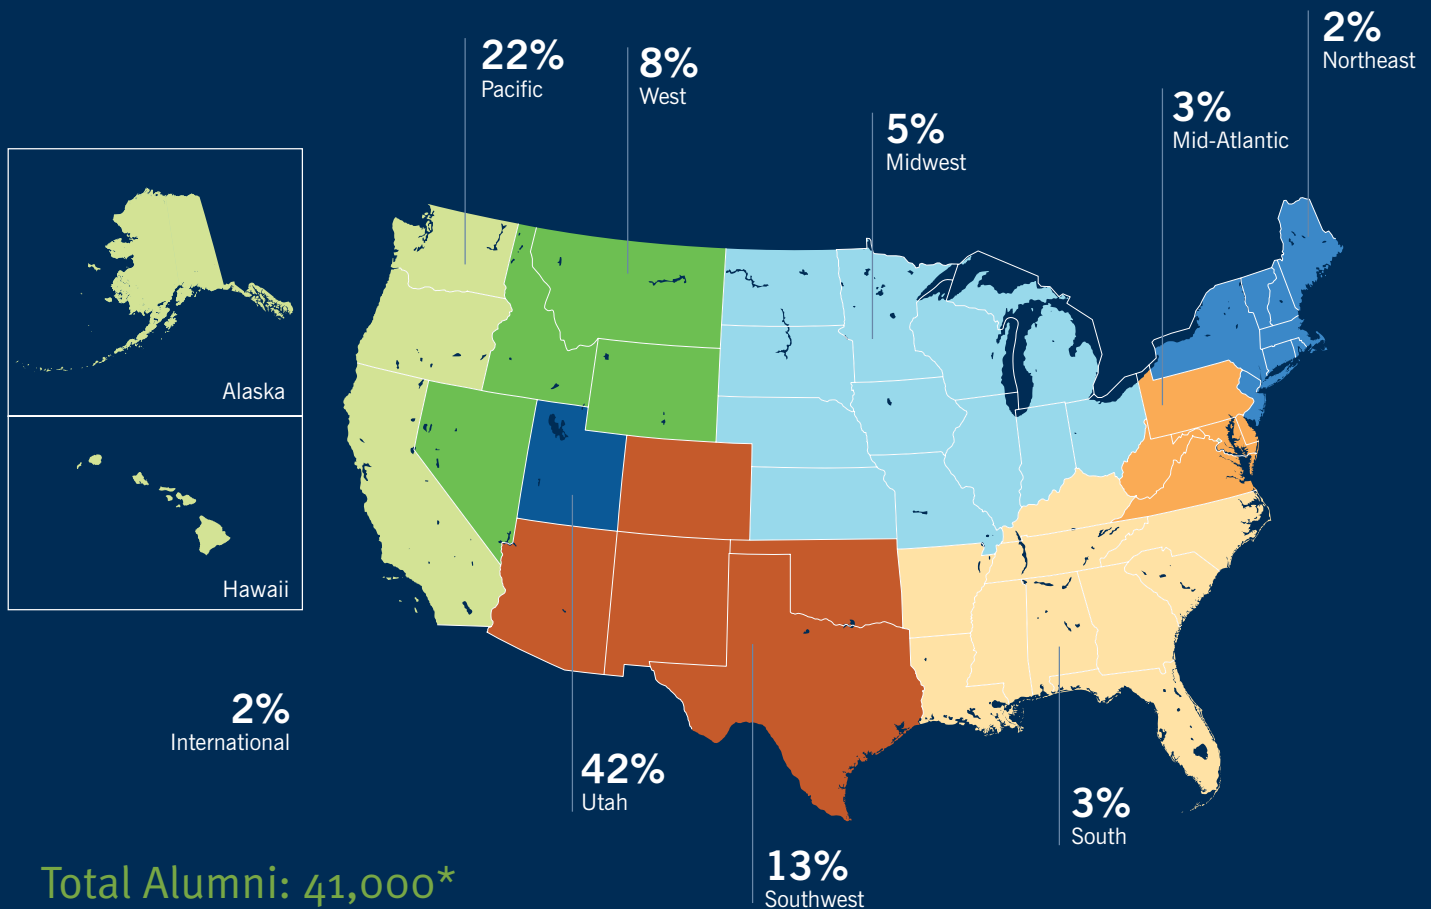 2%
Northeast
22%
Pacific
8%
West
3%
Mid-Atlantic
5%
Midwest
Alaska
Hawaii
2%
International
42%
Utah
3%
South
13%
Southwest
Total Alumni: 41,000*